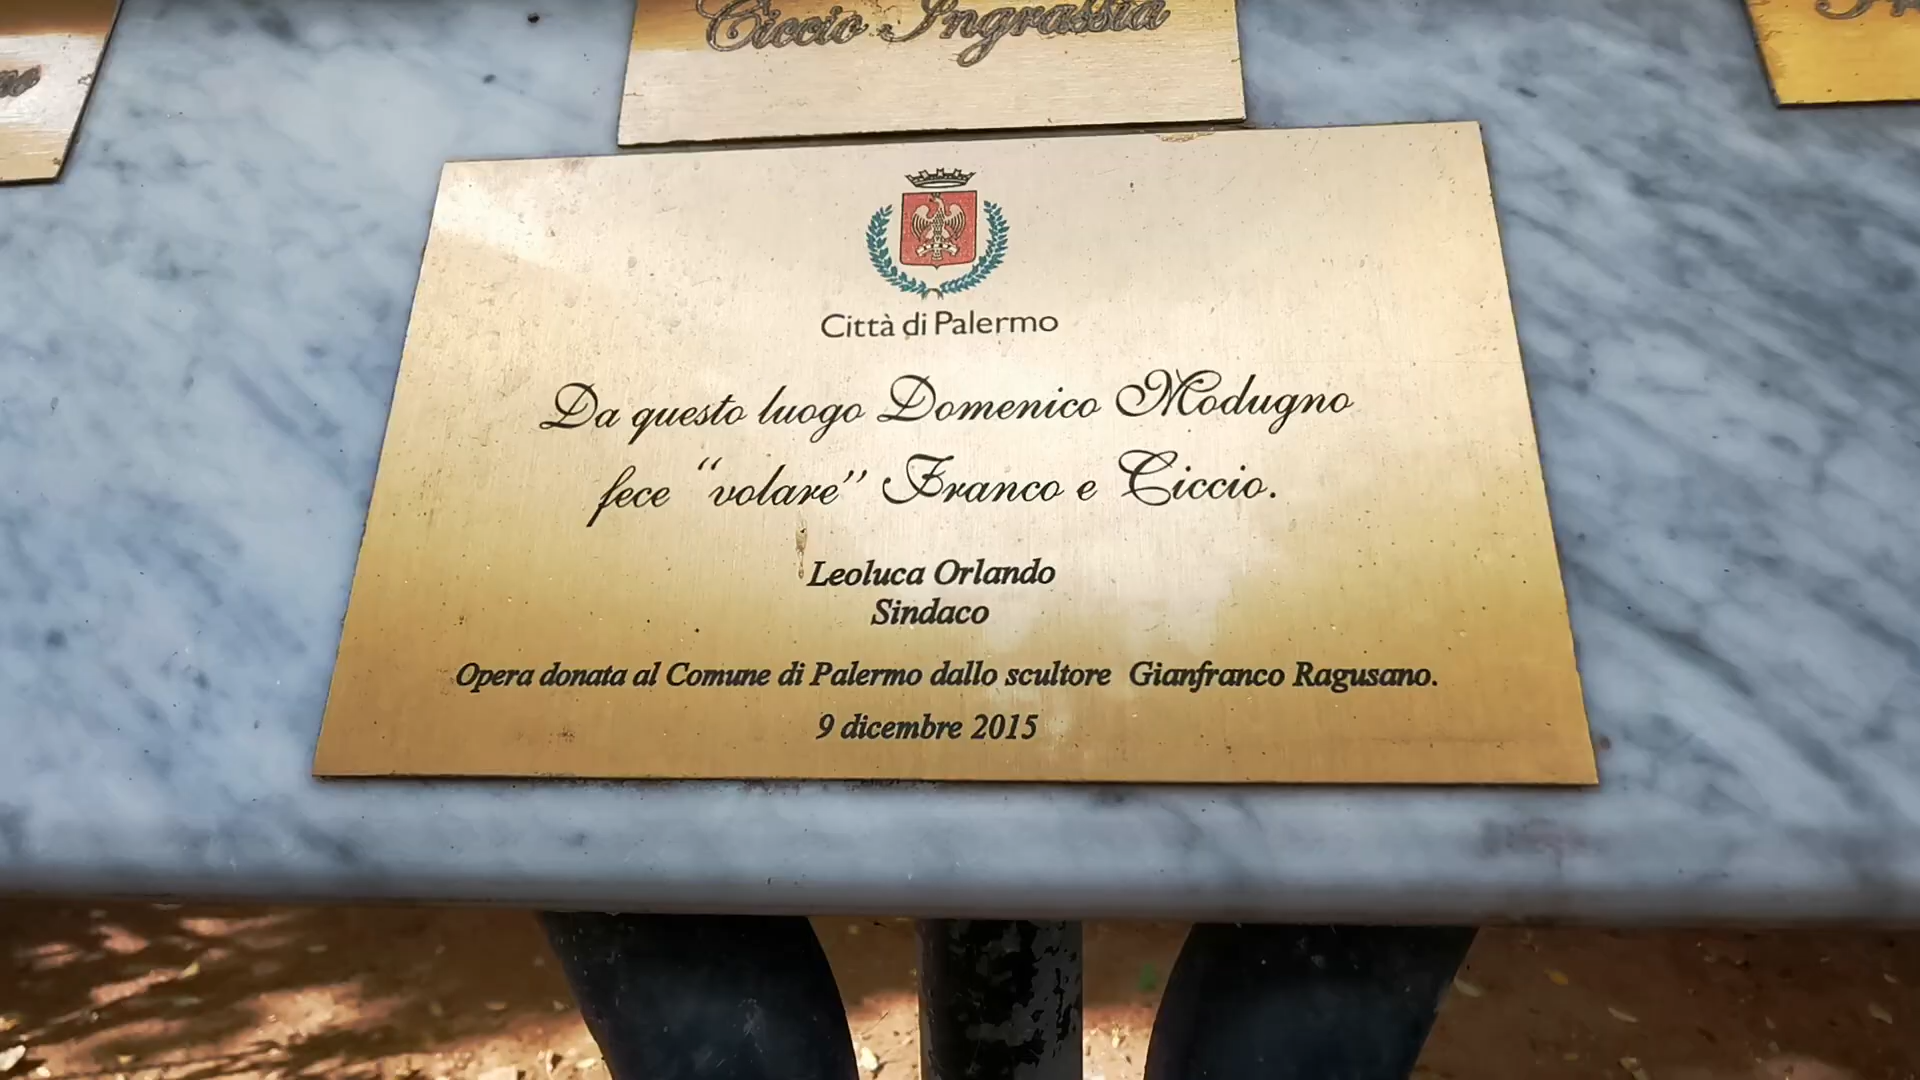 Ciccio Ingrassia
Città di Palermo
Da questo luogo Domenico Modugno
fece “volare” Franco e Ciccio.
Leoluca Orlando
Sindaco
Opera donata al Comune di Palermo dallo scultore Gianfranco Ragusano.
9 dicembre 2015